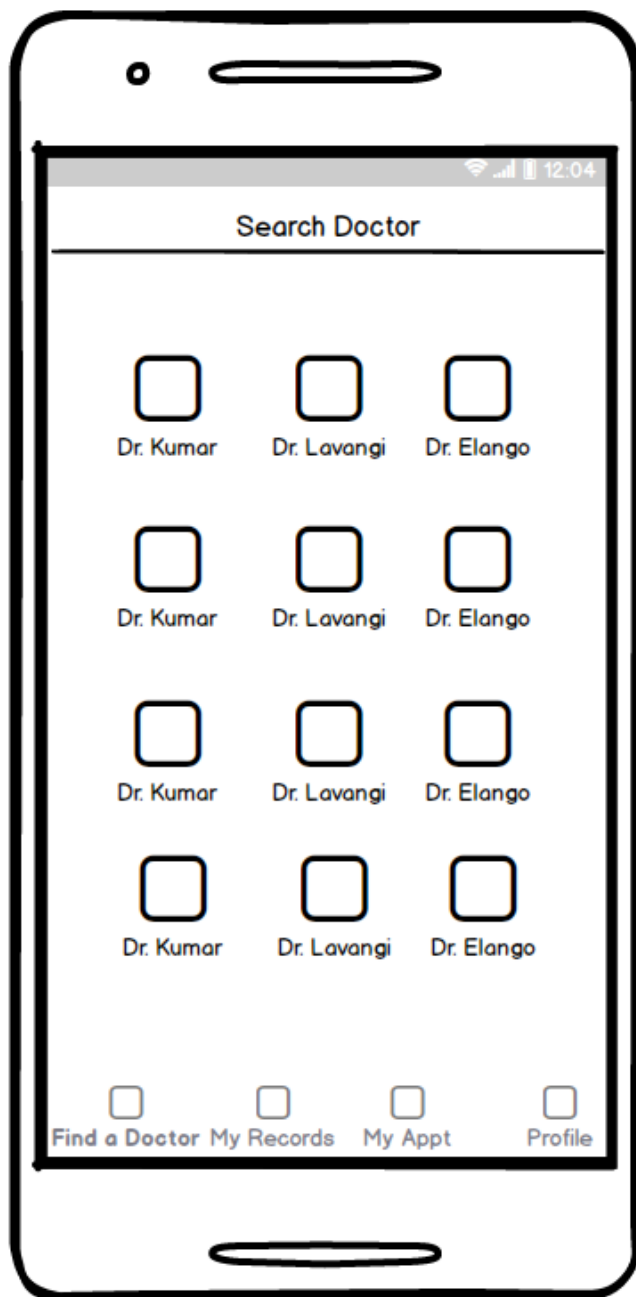 12:04
Search Doctor
Dr. Kumar Dr. Lavangi Dr. Elango
Dr. Kumar Dr. Lavangi Dr. Elango
Dr. Kumar Dr. Lavangi Dr. Elango
Dr. Kumar Dr. Lavangi Dr. Elango
Find a Doctor My Records My Appt Profile